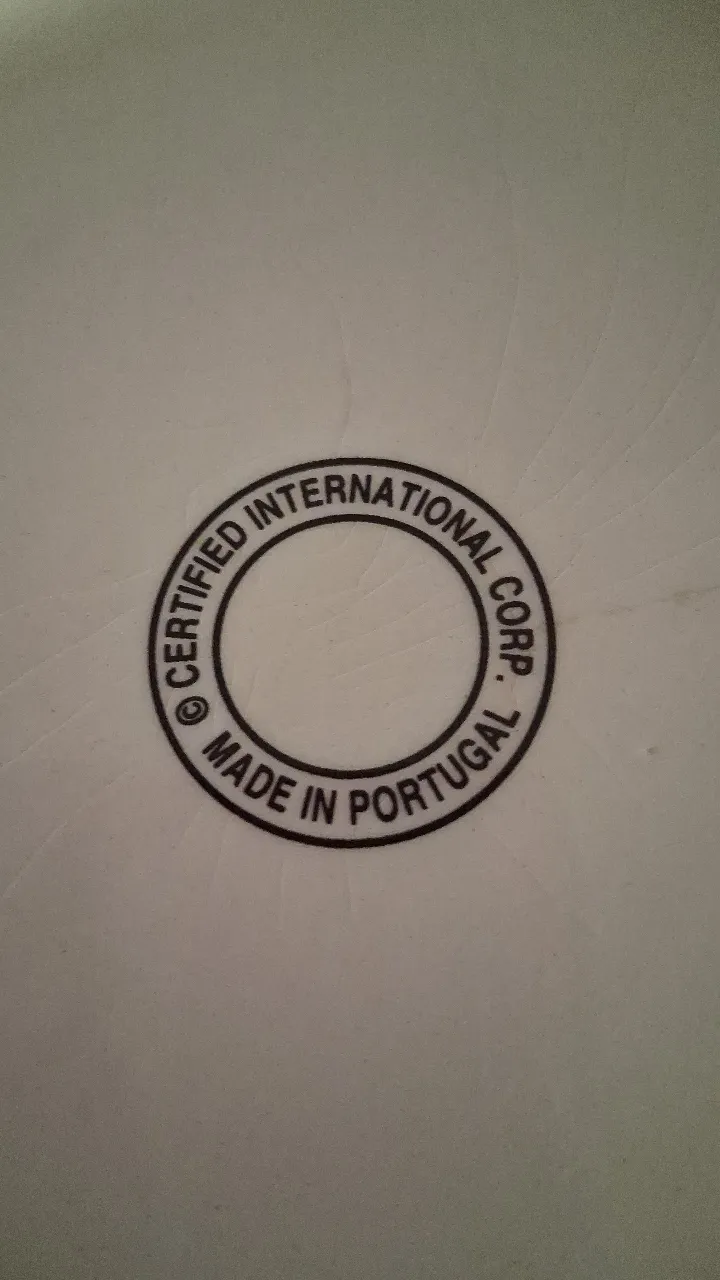 © CERTIFIED INTERNATIONAL CORP.
MADE IN PORTUGAL